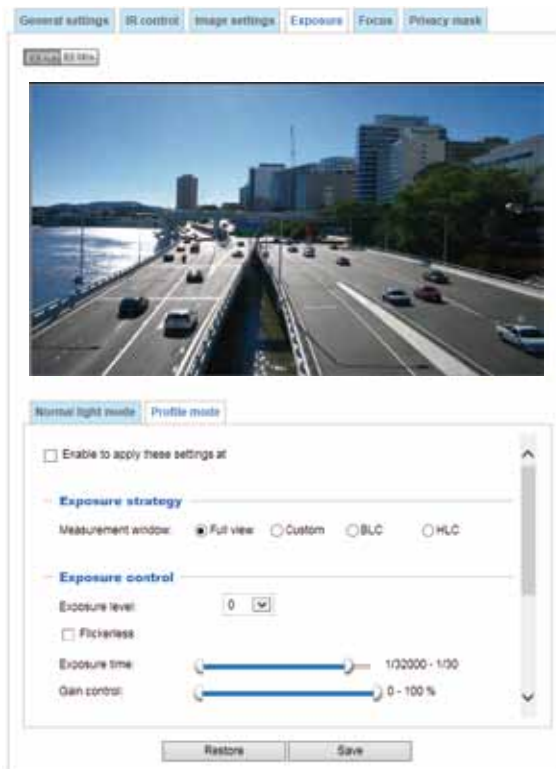 General settings IR control Image settings Exposure Focus Privacy mask
Normal light mode Profile mode
Enable to apply these settings at
Exposure strategy
Measurement window: Full view Custom BLC HLC
Exposure control
Exposure level: 0
Flickerless
Exposure time: 1/32000 - 1/30
Gain control: 0 - 100 %
Restore Save